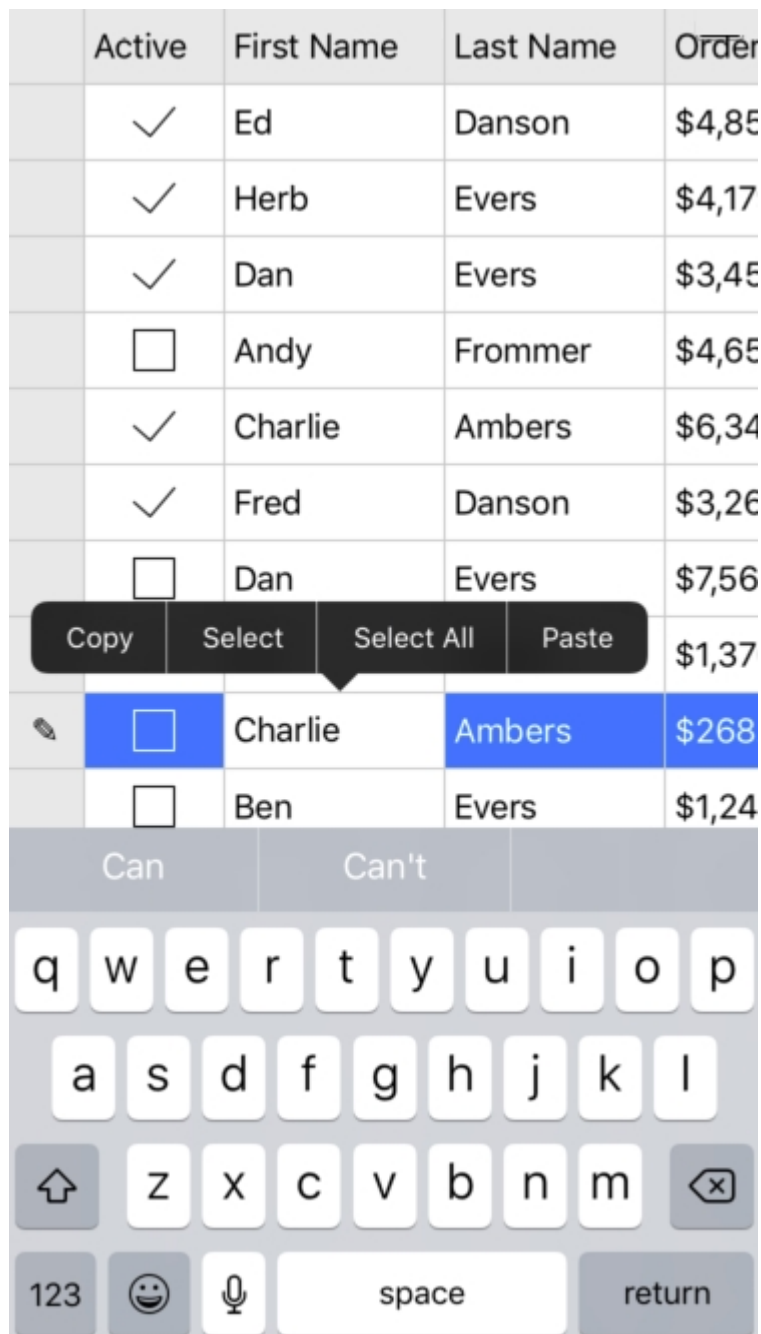 Active First Name Last Name Order
Ed Danson $4,85
Herb Evers $4,17
Dan Evers $3,45
Andy Frommer $4,65
Charlie Ambers $6,34
Fred Danson $3,26
Dan Evers $7,56
Copy Select Select All Paste $1,37
Charlie Ambers $268
Ben Evers $1,24
Can Can't
q w e r t y u i o p
a s d f g h j k l
z x c v b n m
123 space return